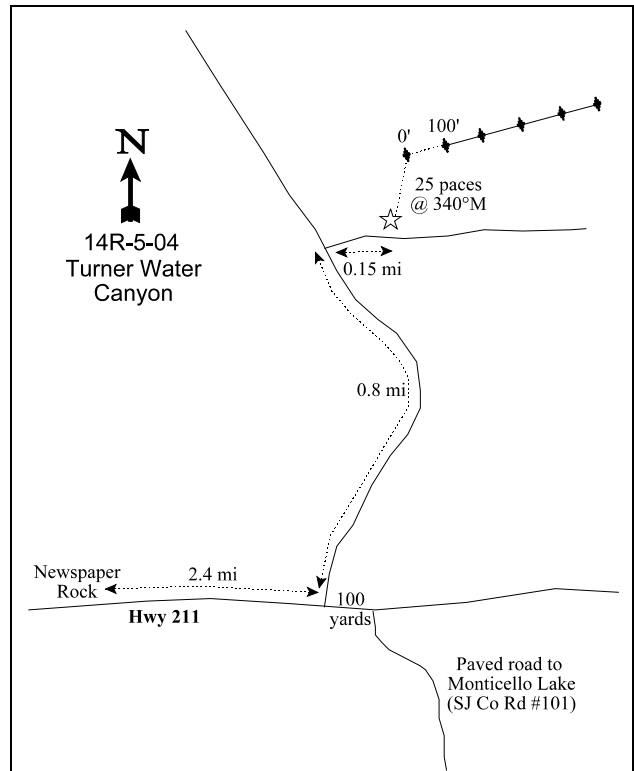 N
14R-5-04
Turner Water
Canyon
0'
100'
25 paces
@ 340°M
0.15 mi
0.8 mi
Newspaper
Rock
2.4 mi
Hwy 211
100
yards
Paved road to
Monticello Lake
(SJ Co Rd #101)